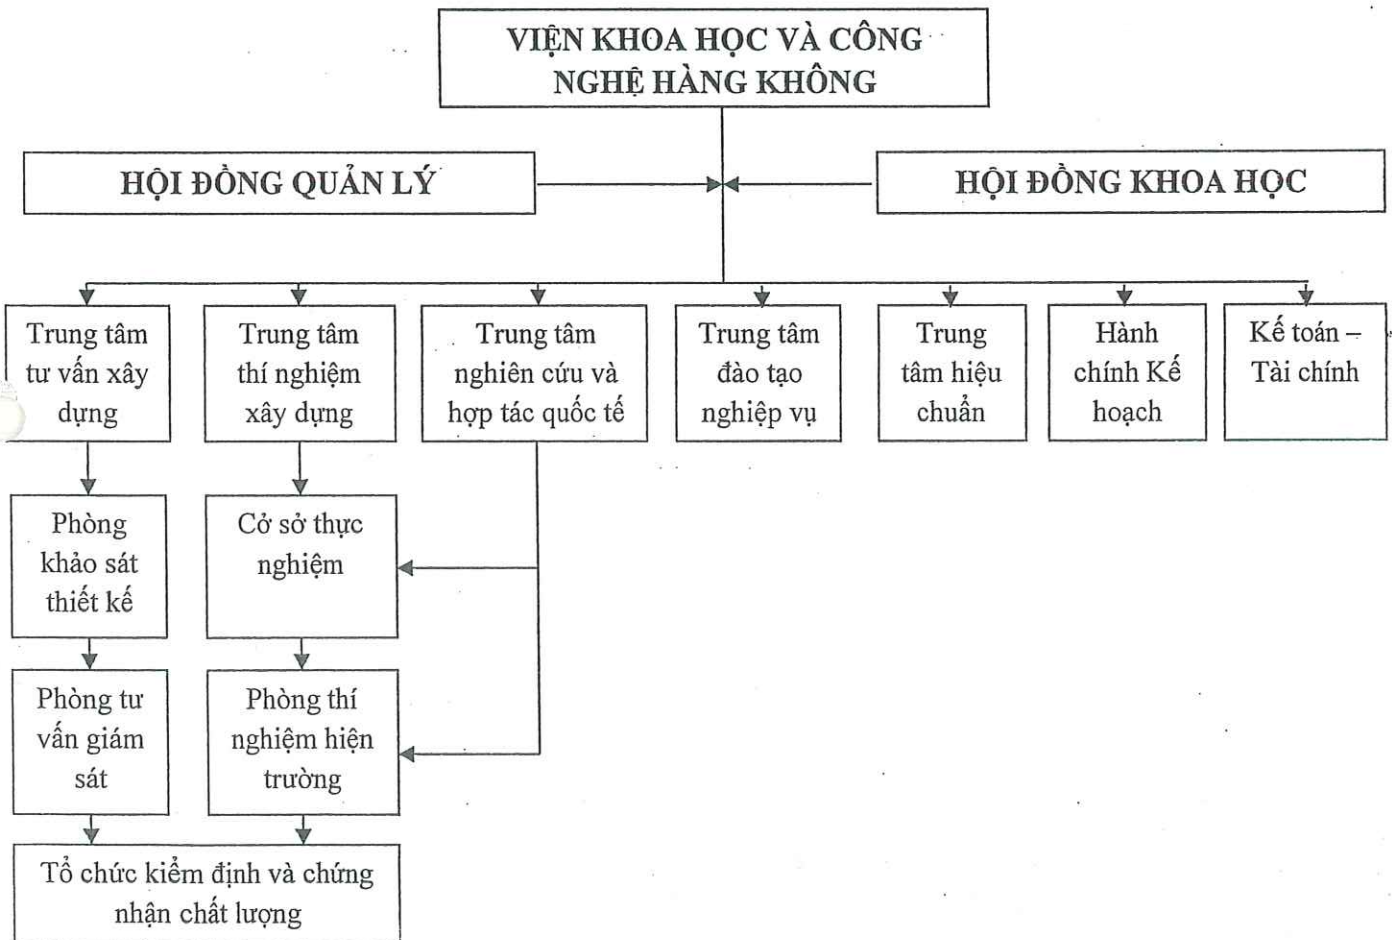 VIỆN KHOA HỌC VÀ CÔNG
NGHỆ HÀNG KHÔNG
HỘI ĐỒNG QUẢN LÝ
HỘI ĐỒNG KHOA HỌC
Trung tâm
tư vấn xây
dựng
Trung tâm
thí nghiệm
xây dựng
Trung tâm
nghiên cứu và
hợp tác quốc tế
Trung tâm
đào tạo
nghiệp vụ
Trung
tâm hiệu
chuẩn
Hành
chính Kế
hoạch
Kế toán –
Tài chính
Phòng
khảo sát
thiết kế
Cở sở thực
nghiệm
Phòng tư
vấn giám
sát
Phòng thí
nghiệm hiện
trường
Tổ chức kiểm định và chứng
nhận chất lượng